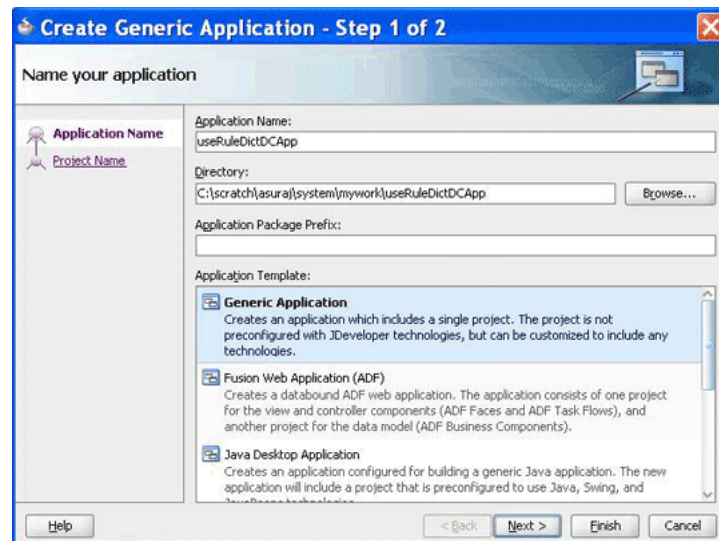 Create Generic Application - Step 1 of 2
Name your application
Application Name
Project Name
Application Name:
useRuleDictDCApp
Directory:
C:\scratch\asuraj\system\mywork\useRuleDictDCApp
Browse...
Application Package Prefix:
Application Template:
Generic Application
Creates an application which includes a single project. The project is not
preconfigured with JDeveloper technologies, but can be customized to include any
technologies.
Fusion Web Application (ADF)
Creates a databound ADF web application. The application consists of one project
for the view and controller components (ADF Faces and ADF Task Flows), and
another project for the data model (ADF Business Components).
Java Desktop Application
Creates an application configured for building a generic Java application. The new
application will include a project that is preconfigured to use Java, Swing, and
Help
< Back
Next >
Finish
Cancel